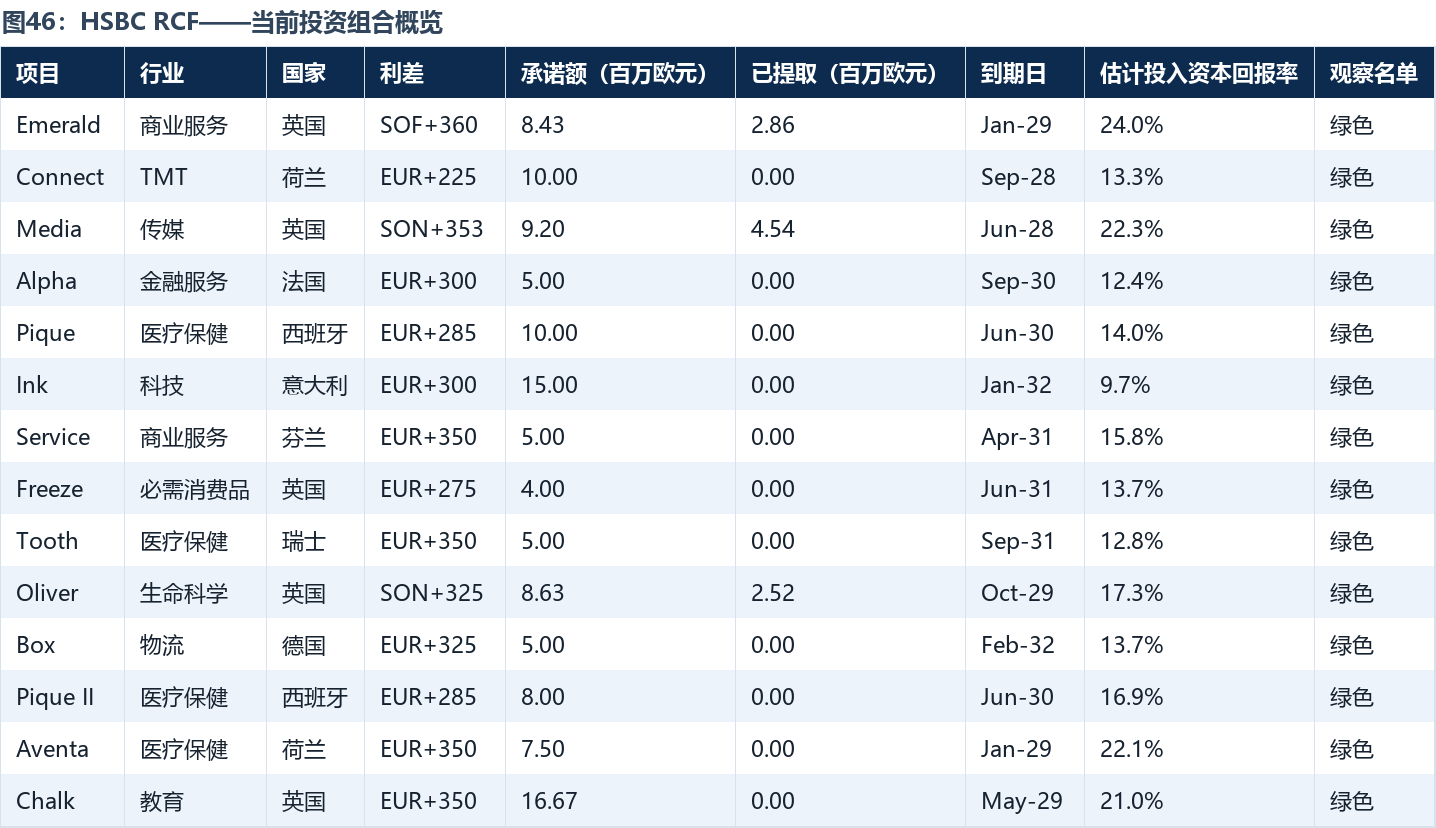 图46：HSBC RCF——当前投资组合概览
项目 行业 国家 利差 承诺额（百万欧元） 已提取（百万欧元） 到期日 估计投入资本回报率 观察名单
Emerald 商业服务 英国 SOF+360 8.43 2.86 Jan-29 24.0% 绿色
Connect TMT 荷兰 EUR+225 10.00 0.00 Sep-28 13.3% 绿色
Media 传媒 英国 SON+353 9.20 4.54 Jun-28 22.3% 绿色
Alpha 金融服务 法国 EUR+300 5.00 0.00 Sep-30 12.4% 绿色
Pique 医疗保健 西班牙 EUR+285 10.00 0.00 Jun-30 14.0% 绿色
Ink 科技 意大利 EUR+300 15.00 0.00 Jan-32 9.7% 绿色
Service 商业服务 芬兰 EUR+350 5.00 0.00 Apr-31 15.8% 绿色
Freeze 必需消费品 英国 EUR+275 4.00 0.00 Jun-31 13.7% 绿色
Tooth 医疗保健 瑞士 EUR+350 5.00 0.00 Sep-31 12.8% 绿色
Oliver 生命科学 英国 SON+325 8.63 2.52 Oct-29 17.3% 绿色
Box 物流 德国 EUR+325 5.00 0.00 Feb-32 13.7% 绿色
Pique II 医疗保健 西班牙 EUR+285 8.00 0.00 Jun-30 16.9% 绿色
Aventa 医疗保健 荷兰 EUR+350 7.50 0.00 Jan-29 22.1% 绿色
Chalk 教育 英国 EUR+350 16.67 0.00 May-29 21.0% 绿色